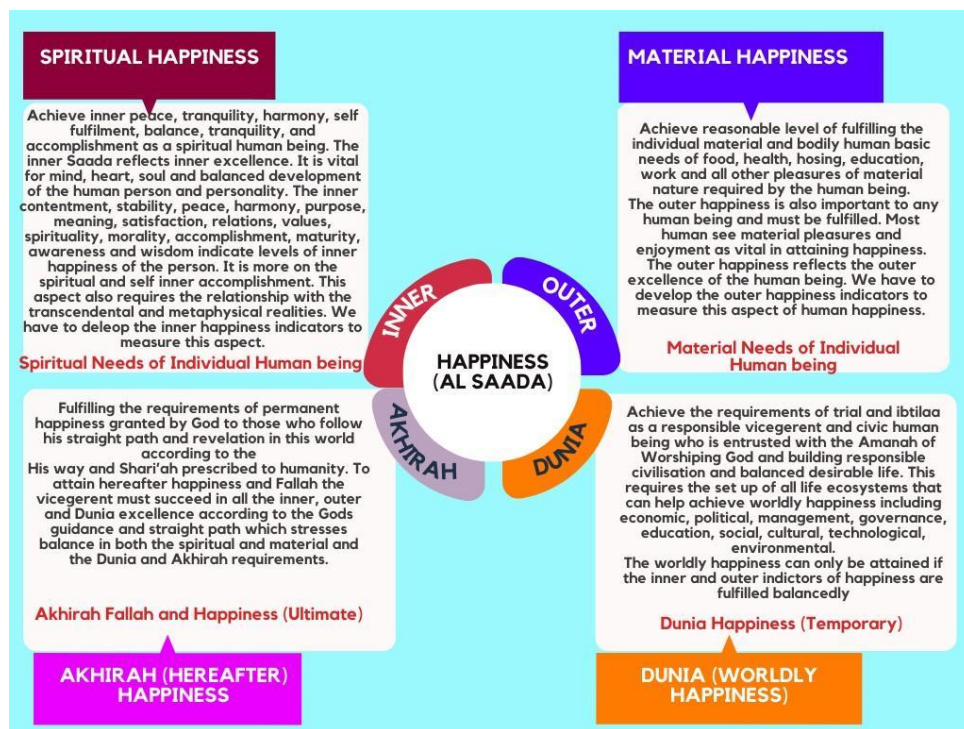 SPIRITUAL HAPPINESS
Achieve inner peace, tranquility, harmony, self
fulfilment, balance, tranquility, and
accomplishment as a spiritual human being. The
inner Saada reflects inner excellence. It is vital
for mind, heart, soul and balanced development
of the human person and personality. The inner
contentment, stability, peace, harmony, purpose,
meaning, satisfaction, relations, values,
spirituality, morality, accomplishment, maturity,
awareness and wisdom indicate levels of inner
happiness of the person. It is more on the
spiritual and self inner accomplishment. This
aspect also requires the relationship with the
transcendental and metaphysical realities. We
have to deleop the inner happiness indicators to
measure this aspect.
Spiritual Needs of Individual Human being
MATERIAL HAPPINESS
Achieve reasonable level of fulfilling the
individual material and bodily human basic
needs of food, health, hosing, education,
work and all other pleasures of material
nature required by the human being.
The outer happiness is also important to any
human being and must be fulfilled. Most
human see material pleasures and
enjoyment as vital in attaining happiness.
The outer happiness reflects the outer
excellence of the human being. We have to
develop the outer happiness indicators to
measure this aspect of human happiness.
Material Needs of Individual
Human being
INNER
OUTER
HAPPINESS
(AL SAADA)
AKHIRAH
DUNIA
Fulfilling the requirements of permanent
happiness granted by God to those who follow
his straight path and revelation in this world
according to the
His way and Shari'ah prescribed to humanity. To
attain hereafter happiness and Fallah the
vicegerent must succeed in all the inner, outer
and Dunia excellence according to the Gods
guidance and straight path which stresses
balance in both the spiritual and material and
the Dunia and Akhirah requirements.
Akhirah Fallah and Happiness (Ultimate)
AKHIRAH (HEREAFTER)
HAPPINESS
Achieve the requirements of trial and ibtilaa
as a responsible vicegerent and civic human
being who is entrusted with the Amanah of
Worshiping God and building responsible
civilisation and balanced desirable life. This
requires the set up of all life ecosystems that
can help achieve worldly happiness including
economic, political, management, governance,
education, social, cultural, technological,
environmental.
The worldly happiness can only be attained if
the inner and outer indictors of happiness are
fulfilled balancedly
Dunia Happiness (Temporary)
DUNIA (WORLDLY
HAPPINESS)